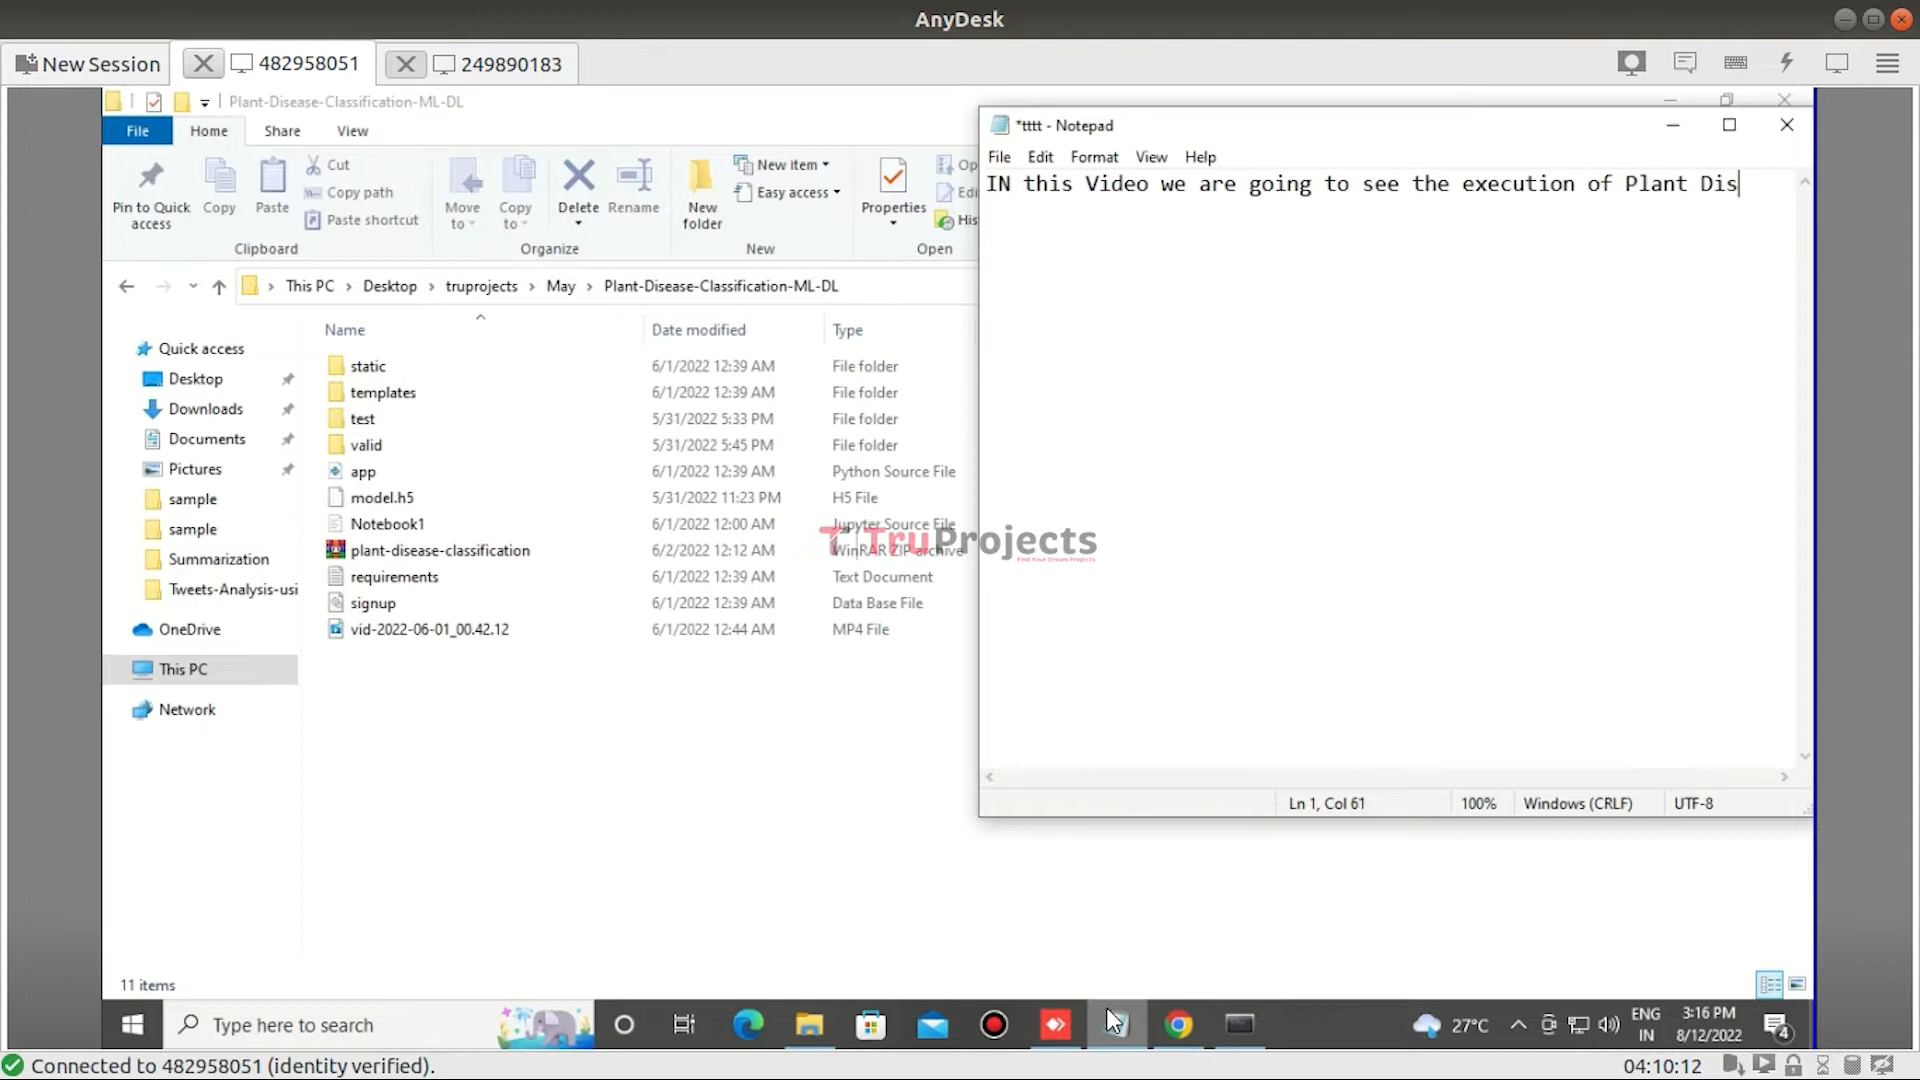 AnyDesk
New Session
482958051
249890183
Plant-Disease-Classification-ML-DL
File
Home
Share
View
Pin to Quick access
Copy
Paste
Cut
Copy path
Paste shortcut
Clipboard
Move to
Copy to
Delete
Rename
Organize
New folder
New item
Easy access
New
Properties
Op
Edi
His
Open
This PC
Desktop
truprojects
May
Plant-Disease-Classification-ML-DL
Name
Date modified
Type
Quick access
Desktop
Downloads
Documents
Pictures
sample
sample
Summarization
Tweets-Analysis-usi
OneDrive
This PC
Network
static 6/1/2022 12:39 AM File folder
templates 6/1/2022 12:39 AM File folder
test 5/31/2022 5:33 PM File folder
valid 5/31/2022 5:45 PM File folder
app 6/1/2022 12:39 AM Python Source File
model.h5 5/31/2022 11:23 PM H5 File
Notebook1 6/1/2022 12:00 AM Jupyter Source File
plant-disease-classification 6/2/2022 12:12 AM WinRAR ZIP archive
requirements 6/1/2022 12:39 AM Text Document
signup 6/1/2022 12:39 AM Data Base File
vid-2022-06-01_00.42.12 6/1/2022 12:44 AM MP4 File
TruProjects
Find Your Dream Projects
11 items
*tttt - Notepad
File Edit Format View Help
IN this Video we are going to see the execution of Plant Dis
Ln 1, Col 61
100%
Windows (CRLF)
UTF-8
Type here to search
27°C
ENG
IN
3:16 PM
8/12/2022
4
Connected to 482958051 (identity verified).
04:10:12